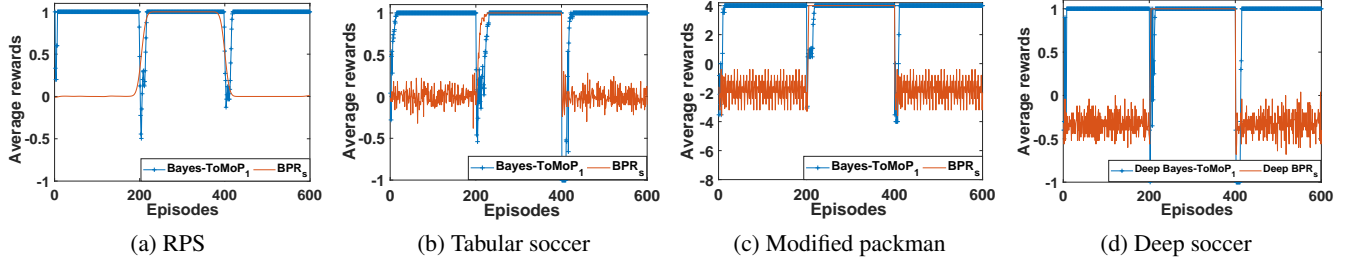 Average rewards
1
0.5
0
-0.5
-1
0 200 400 600
Episodes
Bayes-ToMoP₁ BPRₛ
(a) RPS
Average rewards
1
0.5
0
-0.5
-1
0 200 400 600
Episodes
Bayes-ToMoP₁ BPRₛ
(b) Tabular soccer
Average rewards
4
2
0
-2
-4
-6
-8
0 200 400 600
Episodes
Bayes-ToMoP₁ BPRₛ
(c) Modified packman
Average rewards
1
0.5
0
-0.5
-1
0 200 400 600
Episodes
Deep Bayes-ToMoP₁ Deep BPRₛ
(d) Deep soccer